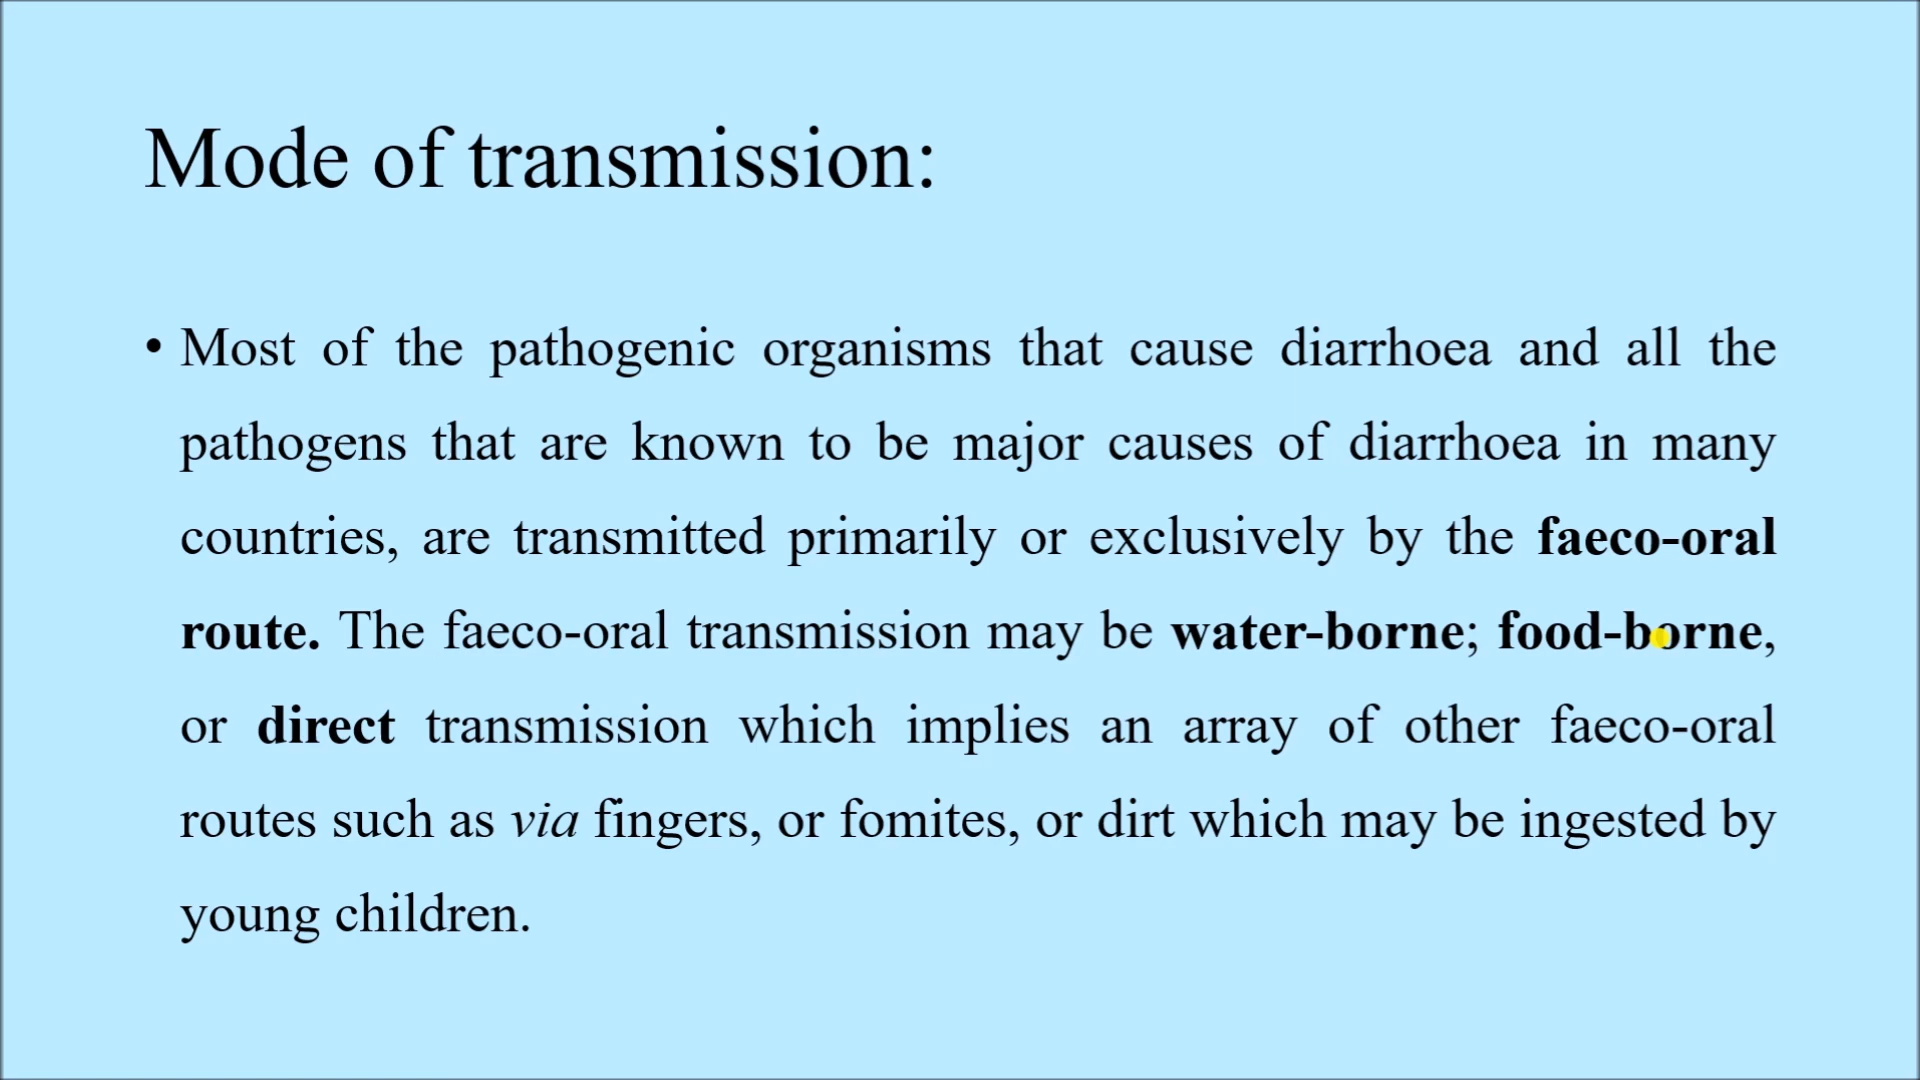 Mode of transmission:
• Most of the pathogenic organisms that cause diarrhoea and all the
pathogens that are known to be major causes of diarrhoea in many
countries, are transmitted primarily or exclusively by the faeco-oral
route. The faeco-oral transmission may be water-borne; food-borne,
or direct transmission which implies an array of other faeco-oral
routes such as via fingers, or fomites, or dirt which may be ingested by
young children.